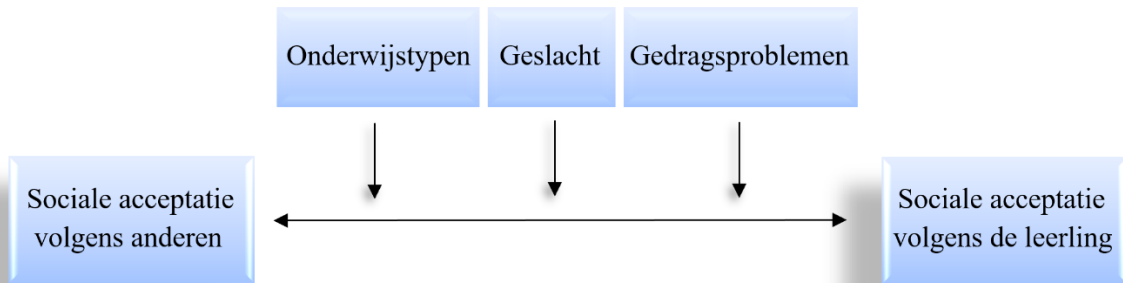 Onderwijstypen
Geslacht
Gedragsproblemen
Sociale acceptatie
volgens anderen
Sociale acceptatie
volgens de leerling